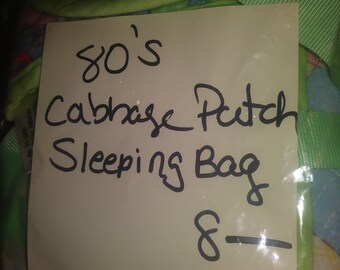 80's
Cabbage Patch
Sleeping Bag
8—